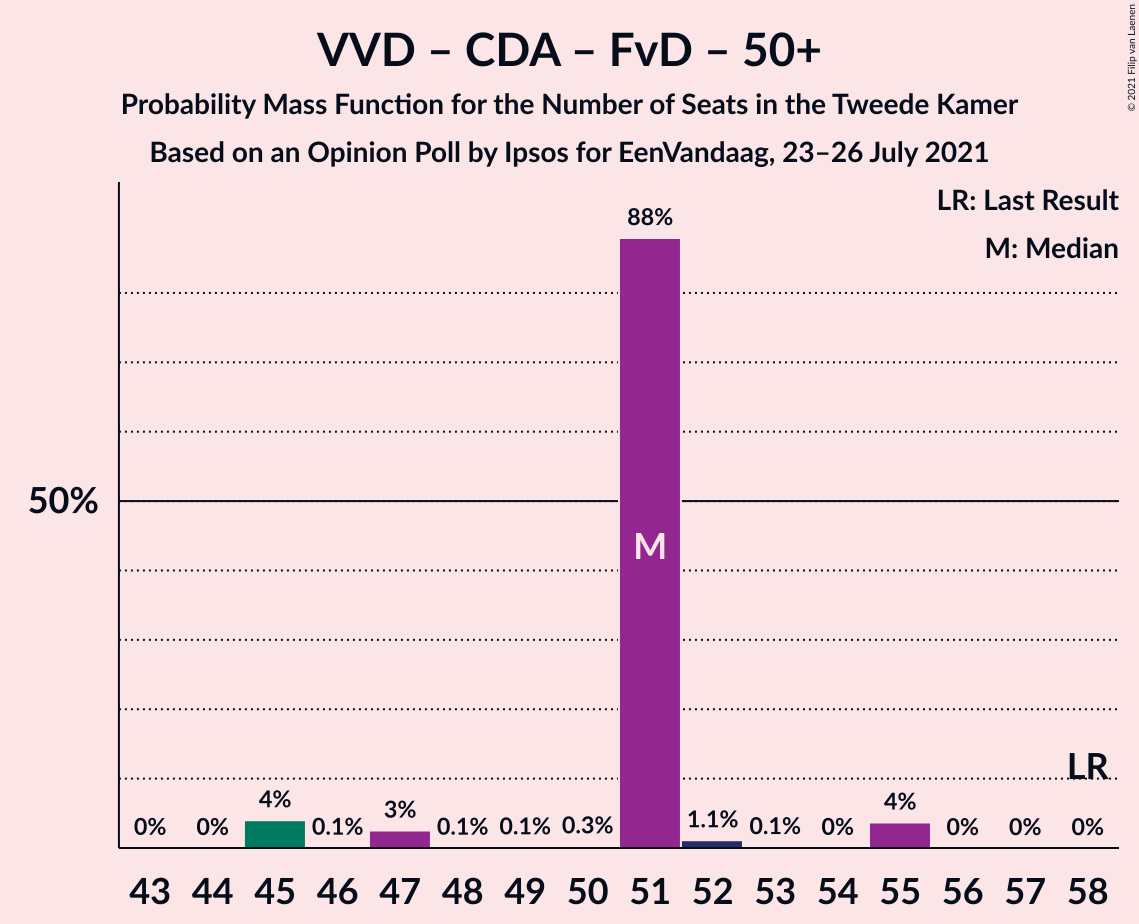 VVD – CDA – FvD – 50+
Probability Mass Function for the Number of Seats in the Tweede Kamer
Based on an Opinion Poll by Ipsos for EenVandaag, 23–26 July 2021
© 2021 Filip van Laenen
LR: Last Result
M: Median
50%
0% 0% 4% 0.1% 3% 0.1% 0.1% 0.3% 88% 1.1% 0.1% 0% 4% 0% 0% 0%
M
LR
43 44 45 46 47 48 49 50 51 52 53 54 55 56 57 58